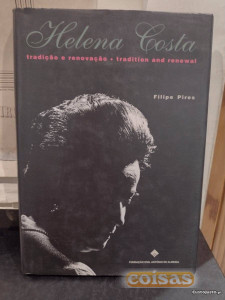 Helena Costa
tradição e renovação • tradition and renewal
Filipe Pires
coisas